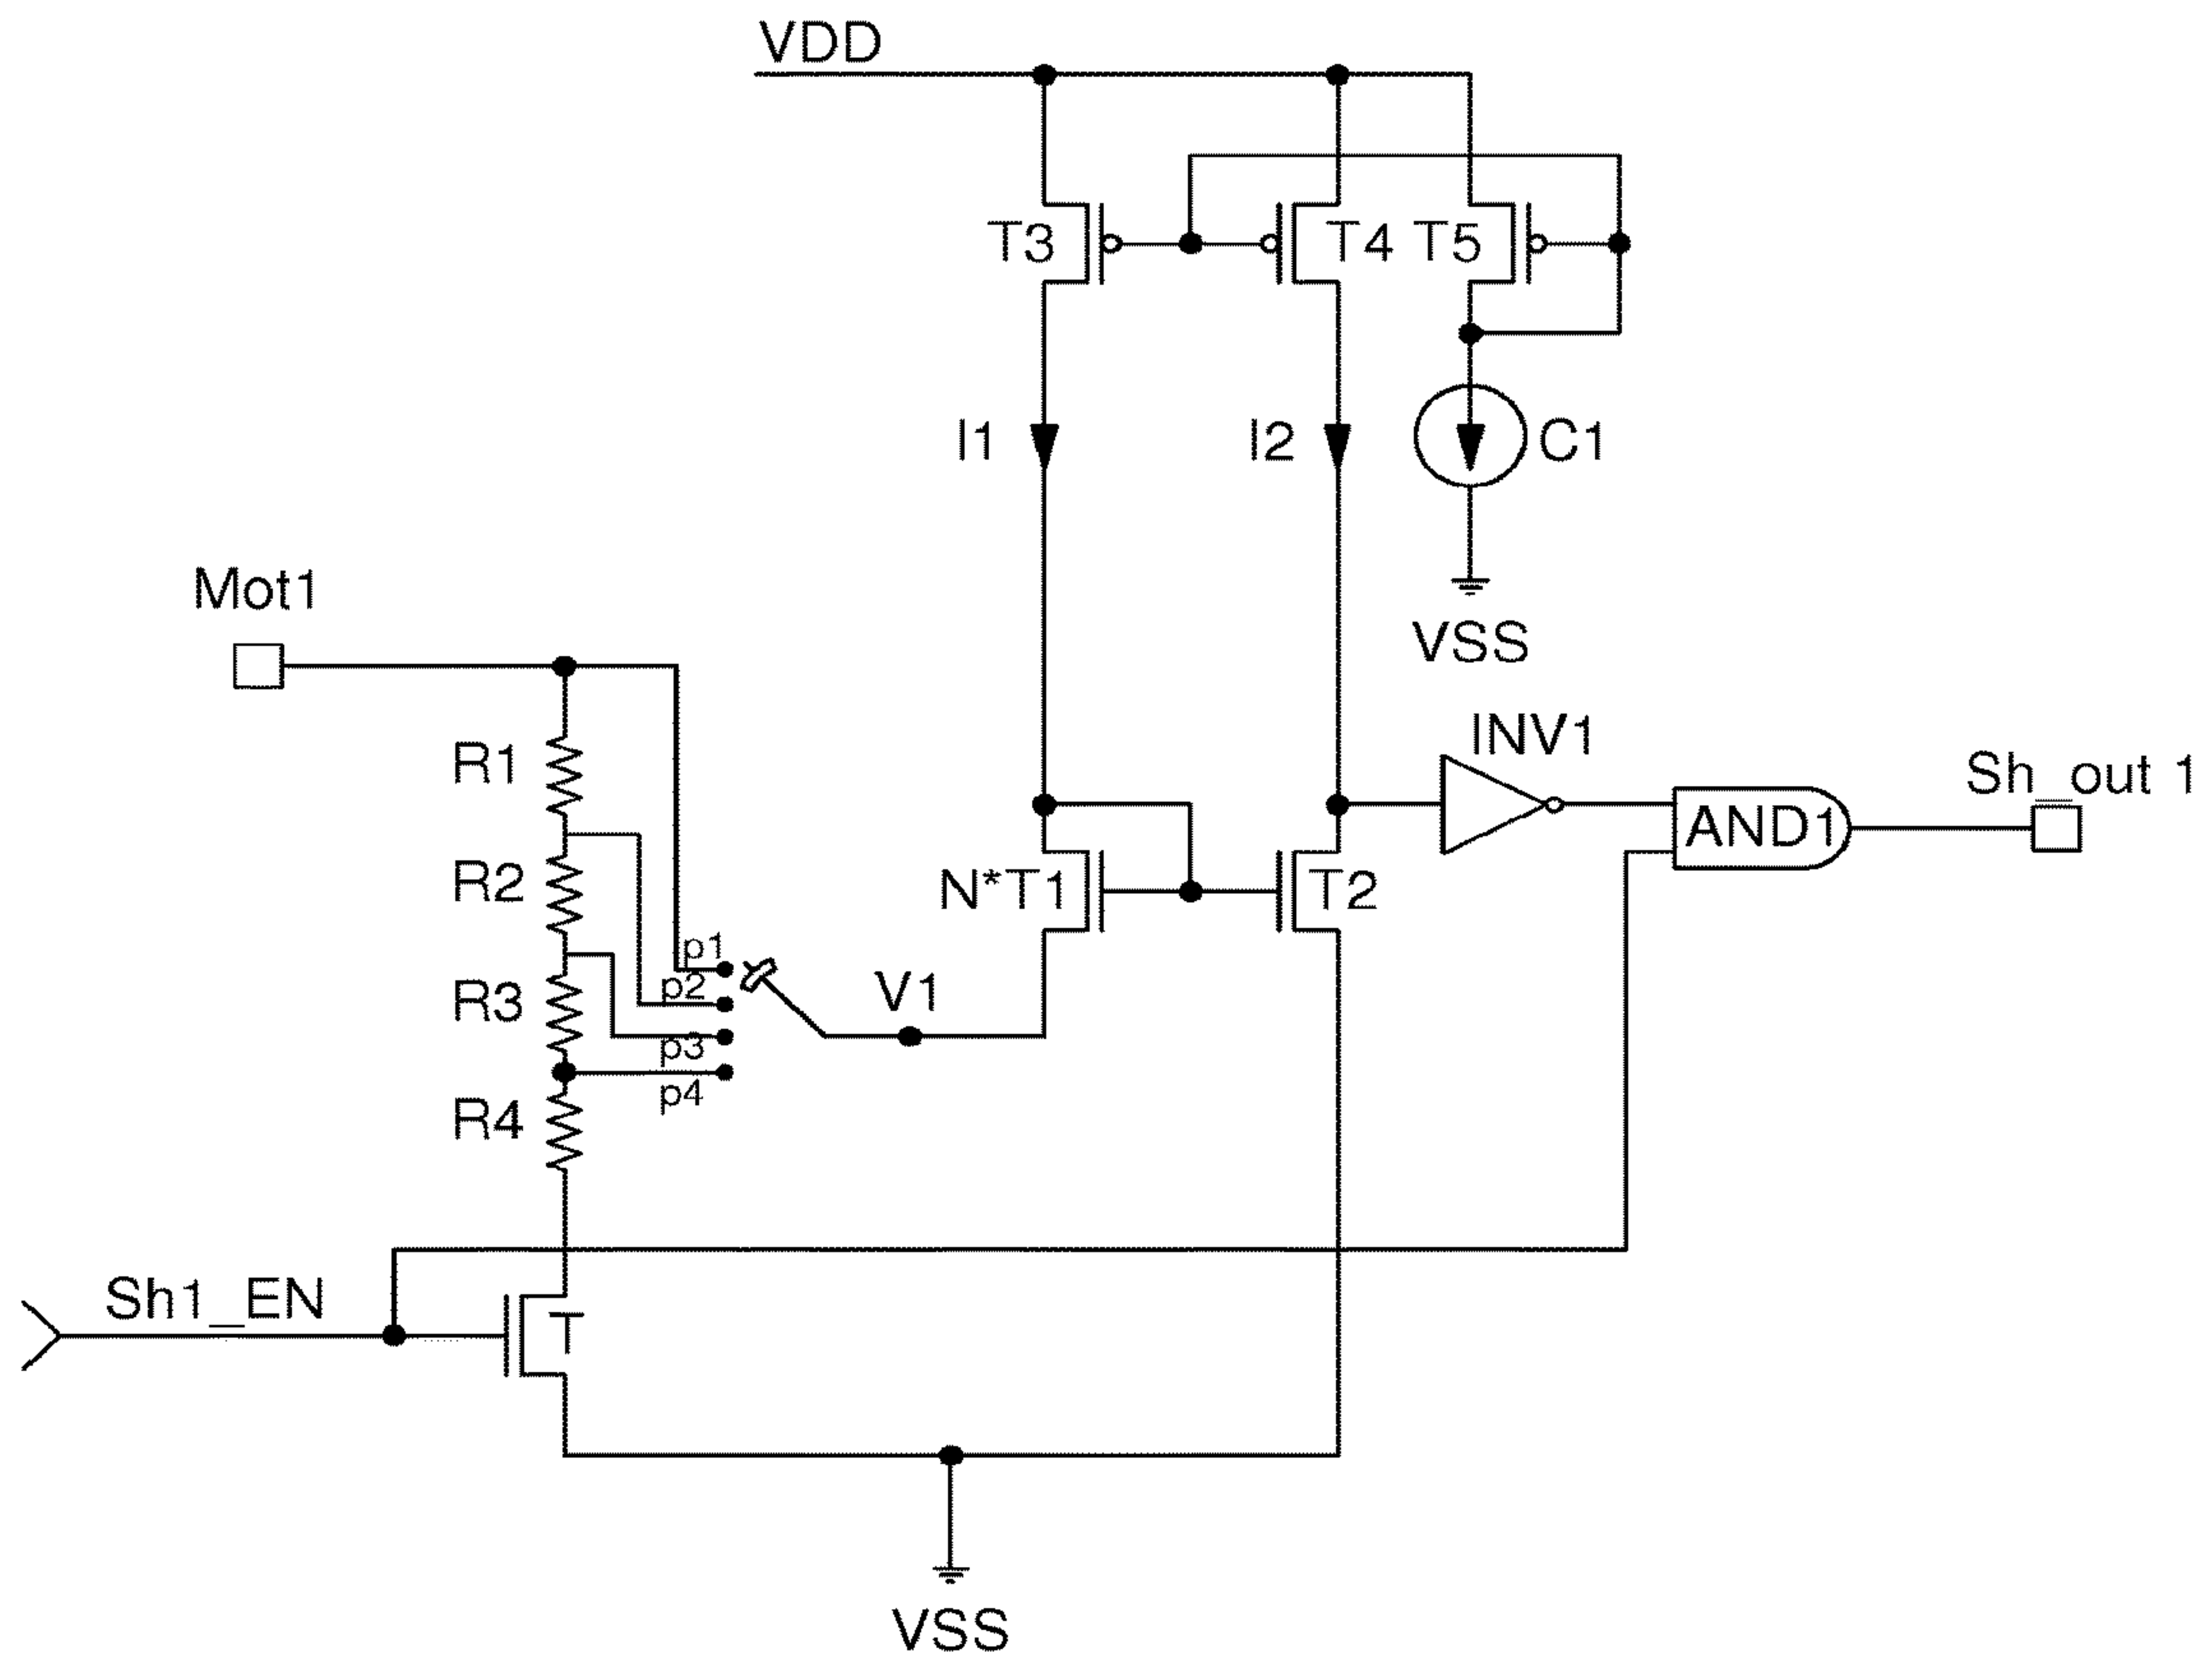 VDD
T3
T4
T5
I1
I2
C1
VSS
Mot1
R1
R2
R3
R4
p1
p2
p3
p4
V1
N*T1
T2
INV1
AND1
Sh_out 1
Sh1_EN
T
VSS